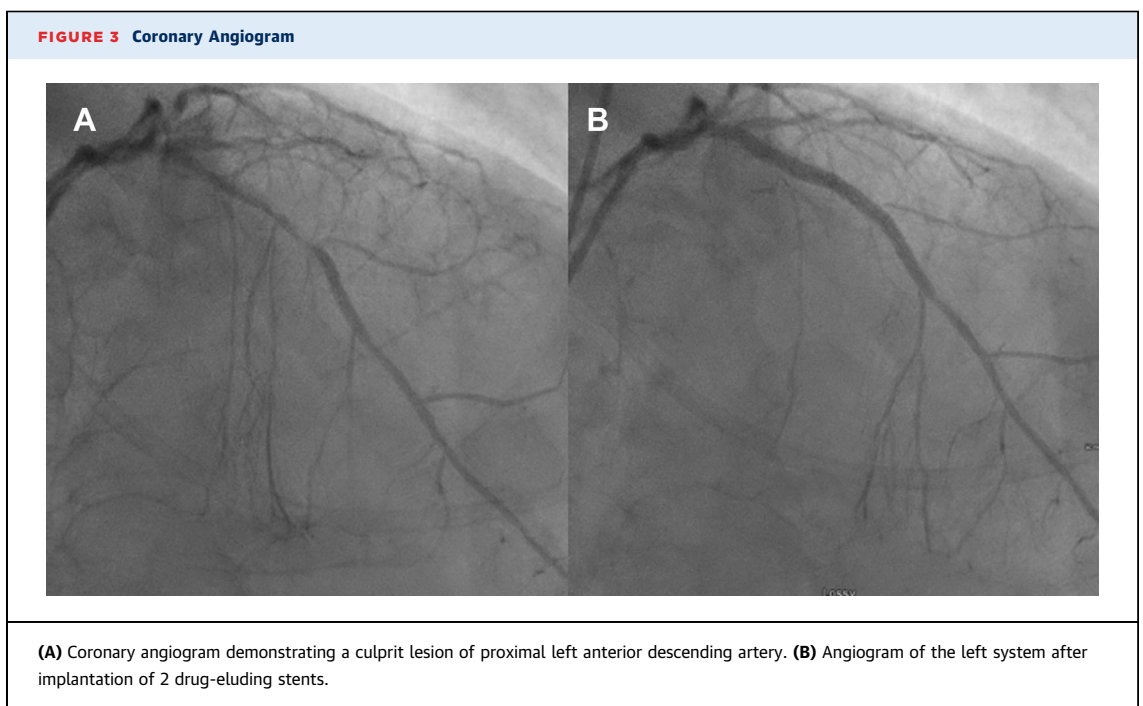 FIGURE 3 Coronary Angiogram
A
B
Lossy
(A) Coronary angiogram demonstrating a culprit lesion of proximal left anterior descending artery. (B) Angiogram of the left system after
implantation of 2 drug-eluding stents.